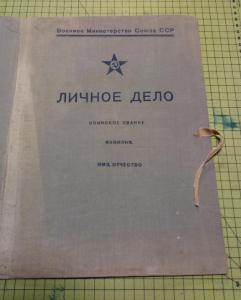 Военное Министерство Союза ССР
ЛИЧНОЕ ДЕЛО
ВОИНСКОЕ ЗВАНИЕ
ФАМИЛИЯ,
ИМЯ, ОТЧЕСТВО